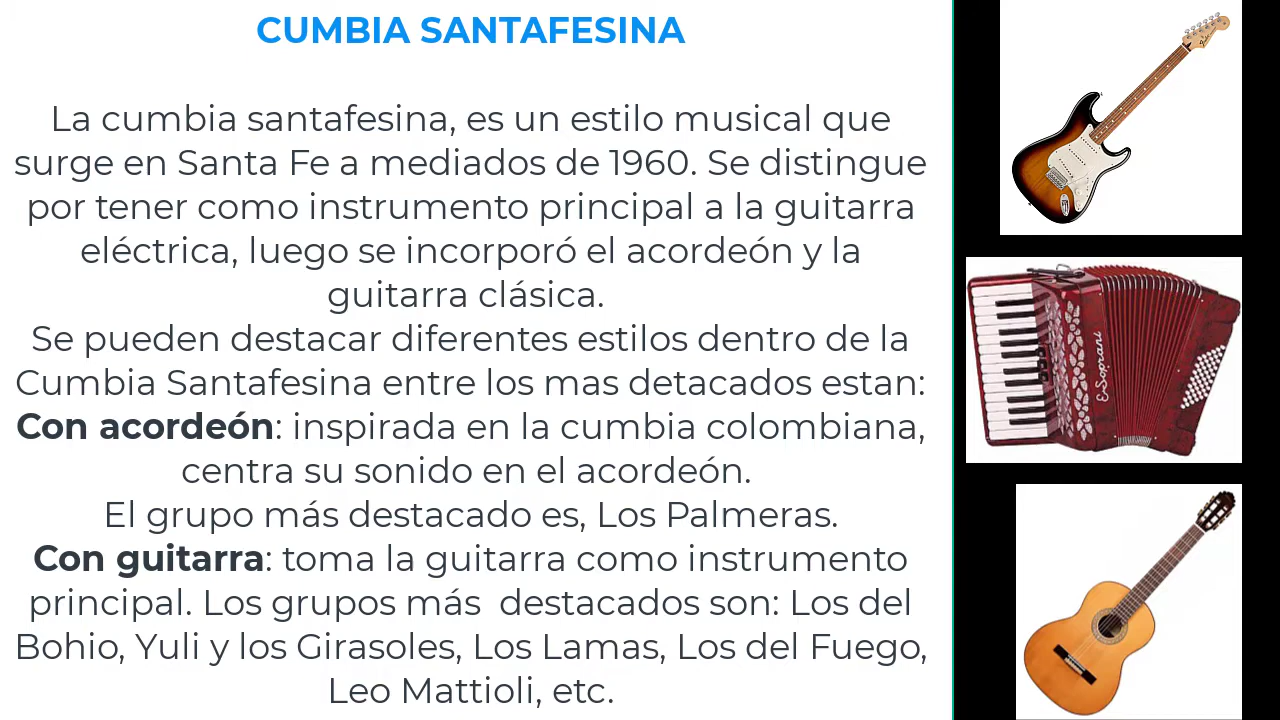 CUMBIA SANTAFESINA
La cumbia santafesina, es un estilo musical que
surge en Santa Fe a mediados de 1960. Se distingue
por tener como instrumento principal a la guitarra
eléctrica, luego se incorporó el acordeón y la
guitarra clásica.
Se pueden destacar diferentes estilos dentro de la
Cumbia Santafesina entre los mas detacados estan:
Con acordeón: inspirada en la cumbia colombiana,
centra su sonido en el acordeón.
El grupo más destacado es, Los Palmeras.
Con guitarra: toma la guitarra como instrumento
principal. Los grupos más  destacados son: Los del
Bohio, Yuli y los Girasoles, Los Lamas, Los del Fuego,
Leo Mattioli, etc.
E.Soprani